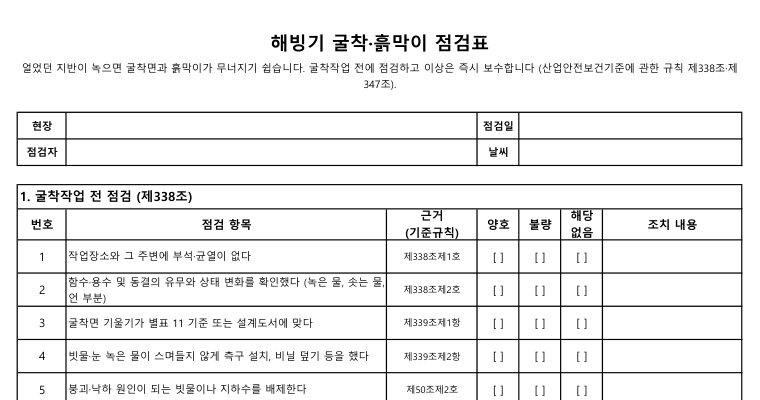 해빙기 굴착·흙막이 점검표
얼었던 지반이 녹으면 굴착면과 흙막이가 무너지기 쉽습니다. 굴착작업 전에 점검하고 이상은 즉시 보수합니다 (산업안전보건기준에 관한 규칙 제338조·제
347조).
현장 점검일
점검자 날씨
1. 굴착작업 전 점검 (제338조)
번호 점검 항목 근거 (기준규칙) 양호 불량 해당 없음 조치 내용
1 작업장소와 그 주변에 부석·균열이 없다 제338조제1호 [ ] [ ] [ ]
2 함수·용수 및 동결의 유무와 상태 변화를 확인했다 (녹은 물, 솟는 물,
언 부분) 제338조제2호 [ ] [ ] [ ]
3 굴착면 기울기가 별표 11 기준 또는 설계도서에 맞다 제339조제1항 [ ] [ ] [ ]
4 빗물·눈 녹은 물이 스며들지 않게 측구 설치, 비닐 덮기 등을 했다 제339조제2항 [ ] [ ] [ ]
5 붕괴·낙하 원인이 되는 빗물이나 지하수를 배제한다 제50조제2호 [ ] [ ] [ ]